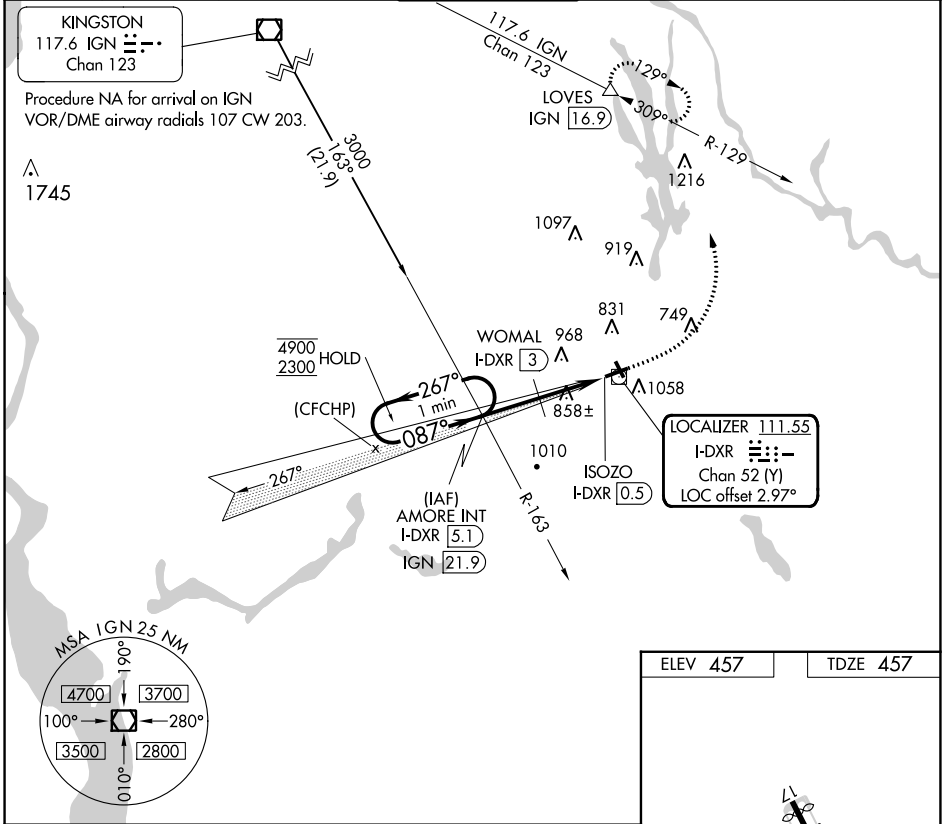 KINGSTON
117.6 IGN
Chan 123
Procedure NA for arrival on IGN
VOR/DME airway radials 107 CW 203.
1745
117.6 IGN
Chan 123
LOVES
IGN 16.9
129°
309°
R-129
1216
3000
163°
(21.9)
1097
919
831
749
WOMAL
I-DXR 3
968
4900
2300
HOLD
267°
1 min
087°
(CFCHP)
x
267°
858±
1058
1010
ISOZO
I-DXR 0.5
LOCALIZER 111.55
I-DXR
Chan 52 (Y)
LOC offset 2.97°
(IAF)
AMORE INT
I-DXR 5.1
IGN 21.9
R-163
MSA IGN 25 NM
190°
4700
3700
100°
280°
3500
2800
010°
ELEV 457
TDZE 457
17